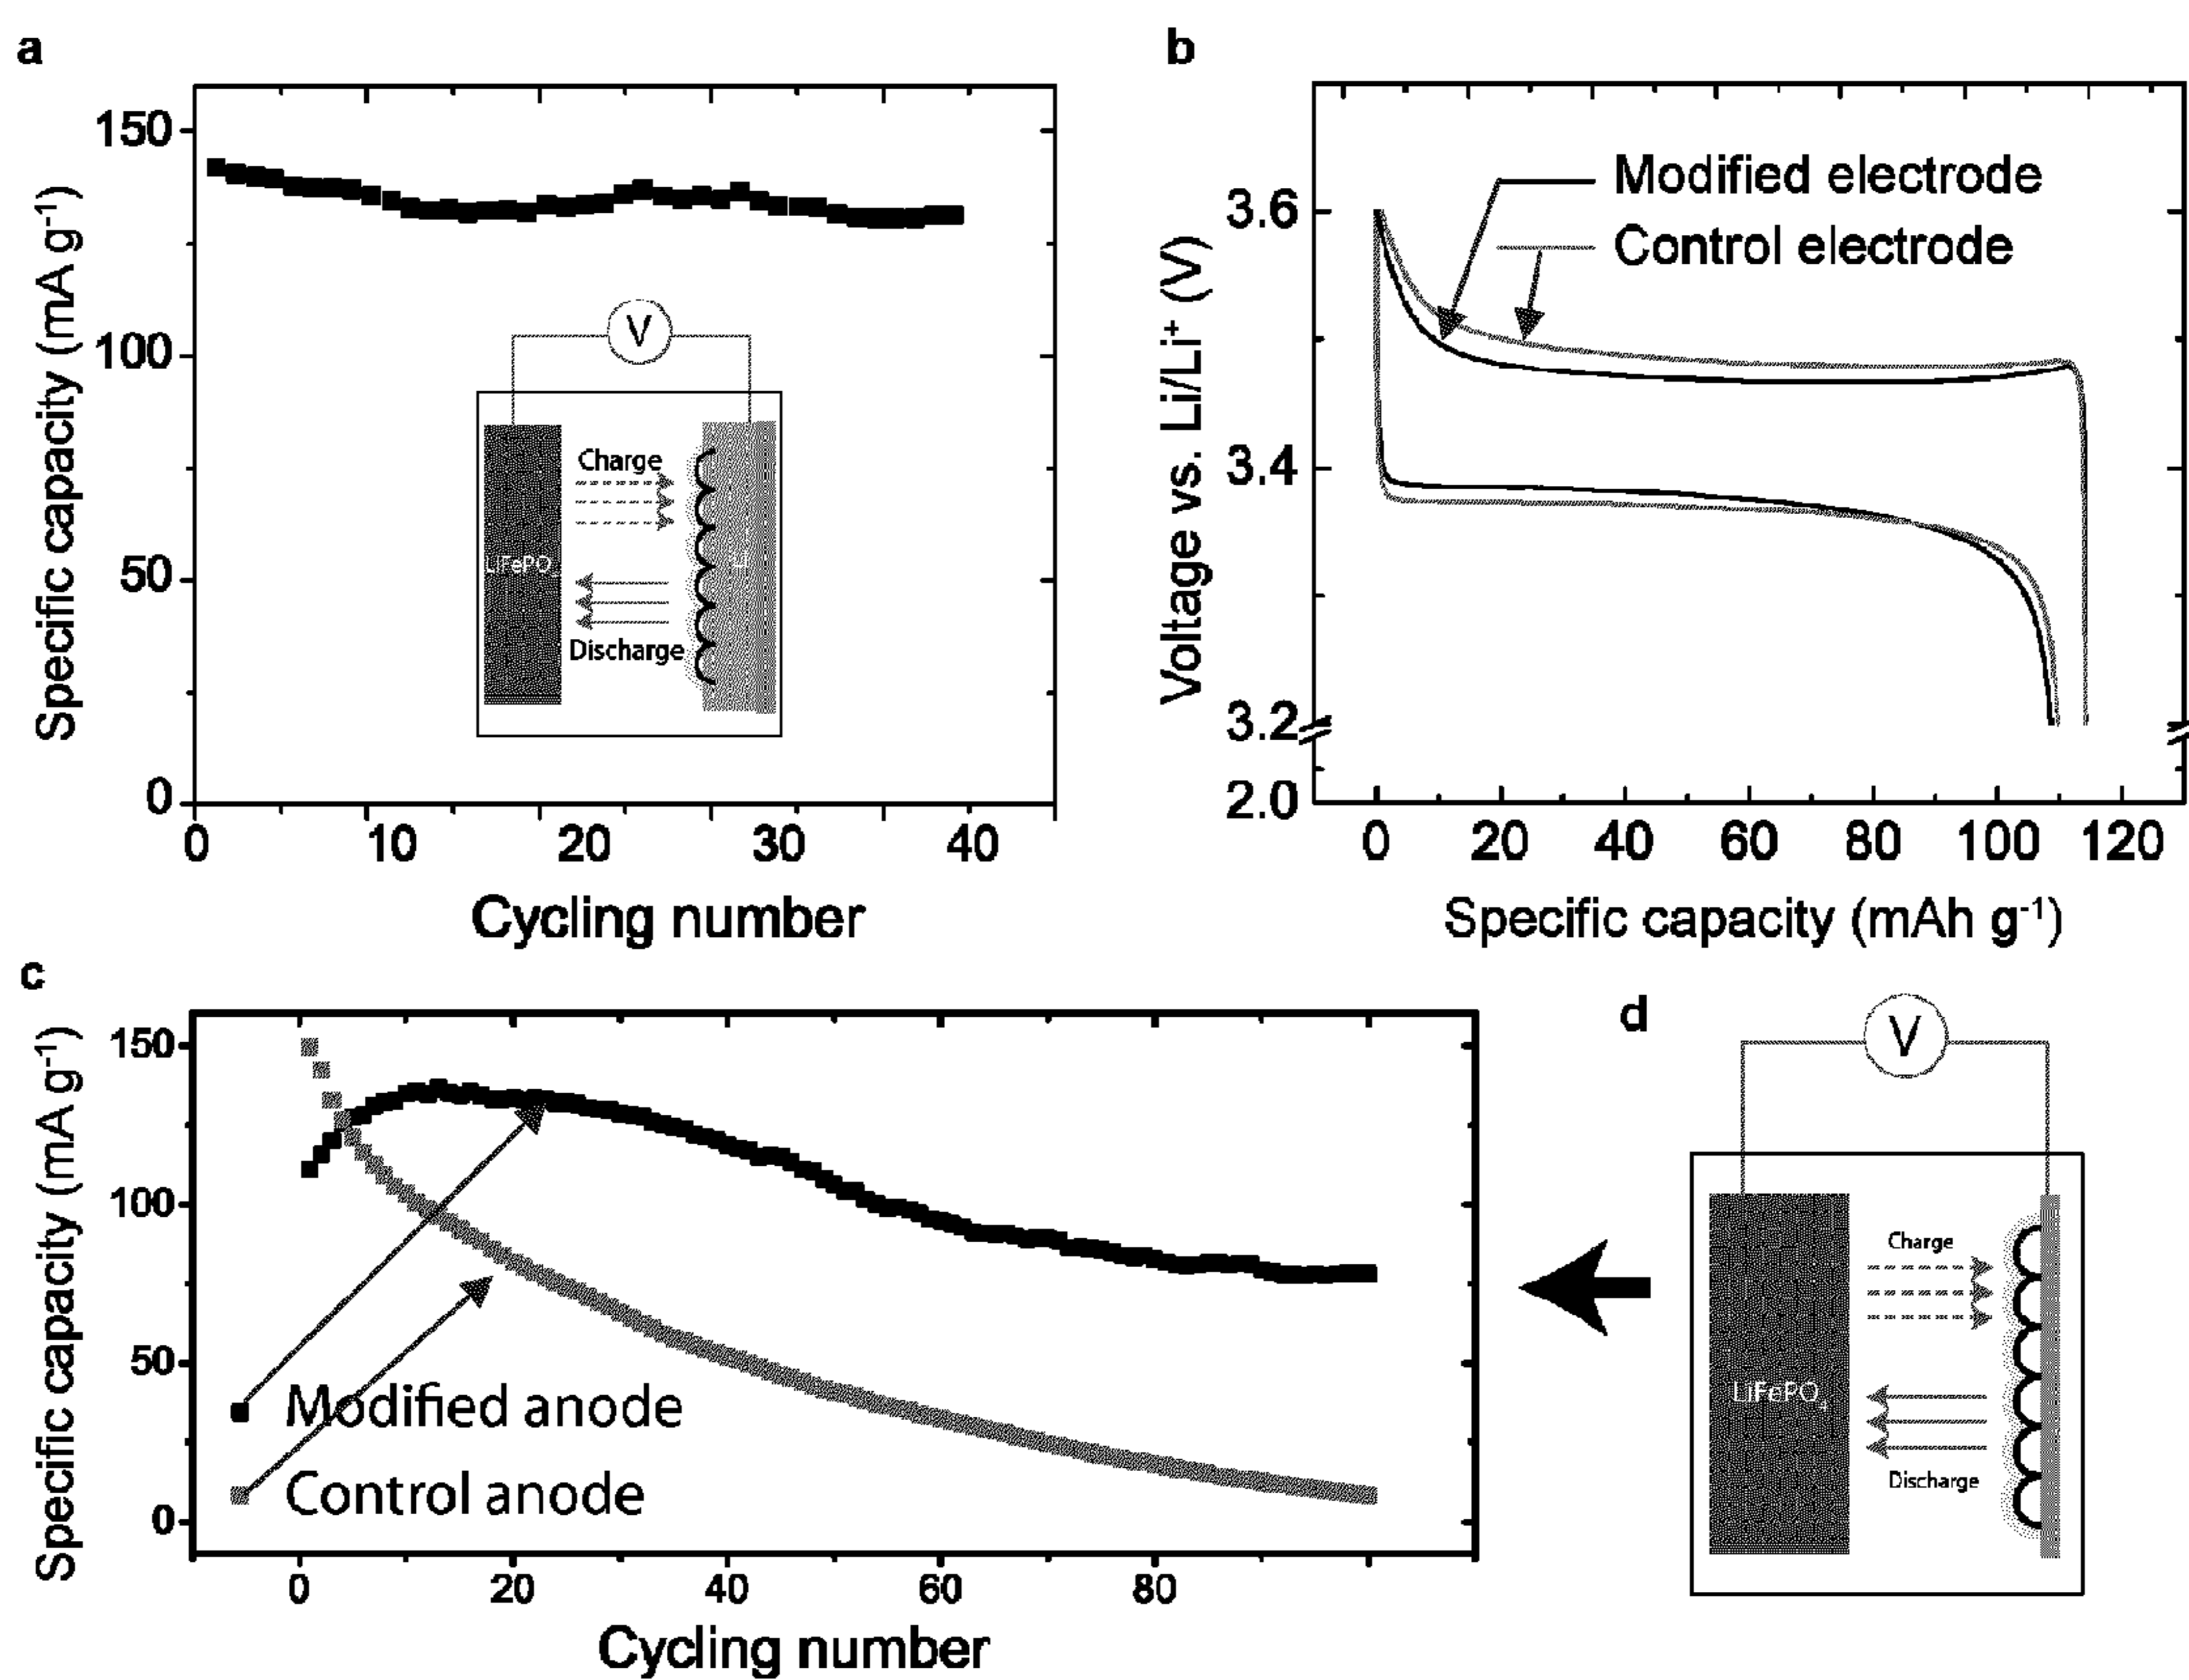 a
150
100
50
0
Specific capacity (mA g⁻¹)
V
Charge
LiFePO
Li
Discharge
0 10 20 30 40
Cycling number
b
3.6
3.4
3.2
2.0
Voltage vs. Li/Li⁺ (V)
Modified electrode
Control electrode
0 20 40 60 80 100 120
Specific capacity (mAh g⁻¹)
c
150
100
50
0
Specific capacity (mA g⁻¹)
Modified anode
Control anode
0 20 40 60 80
Cycling number
d
V
Charge
LiFePO₄
Discharge